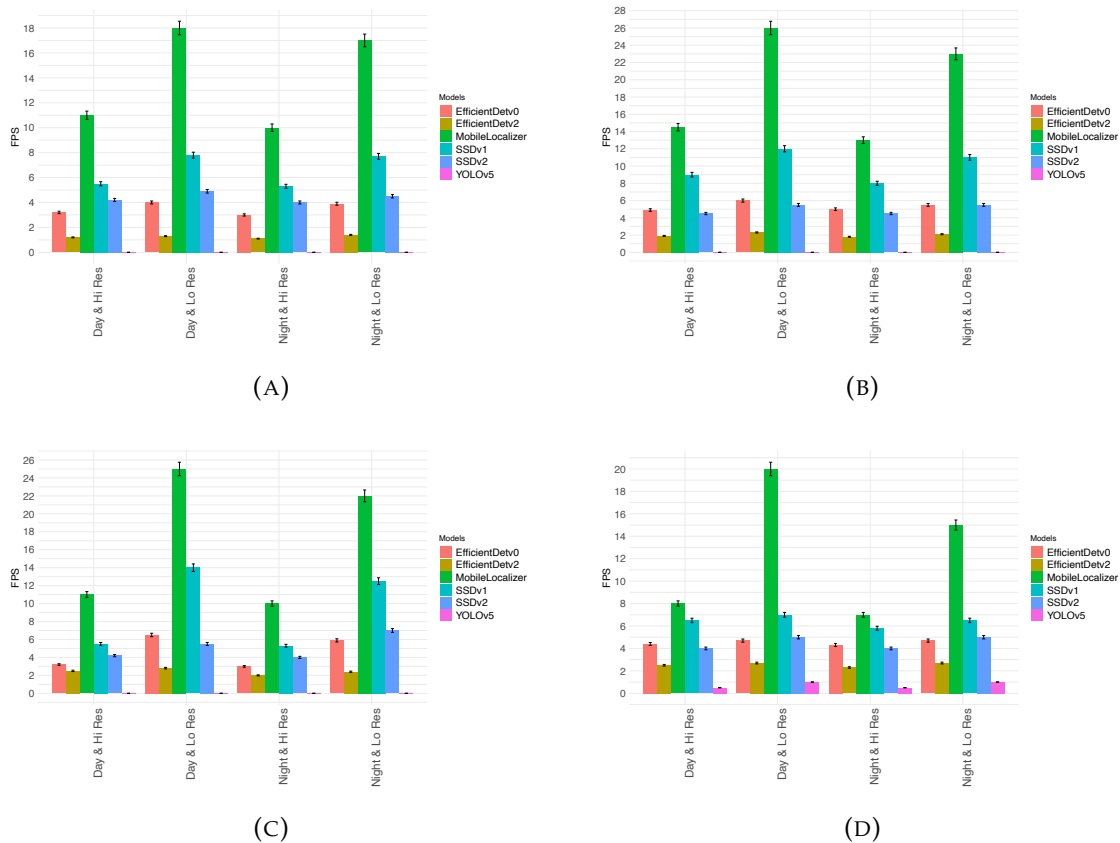 18
16
14
12
10
8
6
4
2
0
FPS
Day & Hi Res
Day & Lo Res
Night & Hi Res
Night & Lo Res
Models
EfficientDetv0
EfficientDetv2
MobileLocalizer
SSDv1
SSDv2
YOLOv5
(A)
28
26
24
22
20
18
16
14
12
10
8
6
4
2
0
FPS
Day & Hi Res
Day & Lo Res
Night & Hi Res
Night & Lo Res
Models
EfficientDetv0
EfficientDetv2
MobileLocalizer
SSDv1
SSDv2
YOLOv5
(B)
26
24
22
20
18
16
14
12
10
8
6
4
2
0
FPS
Day & Hi Res
Day & Lo Res
Night & Hi Res
Night & Lo Res
Models
EfficientDetv0
EfficientDetv2
MobileLocalizer
SSDv1
SSDv2
YOLOv5
(C)
20
18
16
14
12
10
8
6
4
2
0
FPS
Day & Hi Res
Day & Lo Res
Night & Hi Res
Night & Lo Res
Models
EfficientDetv0
EfficientDetv2
MobileLocalizer
SSDv1
SSDv2
YOLOv5
(D)